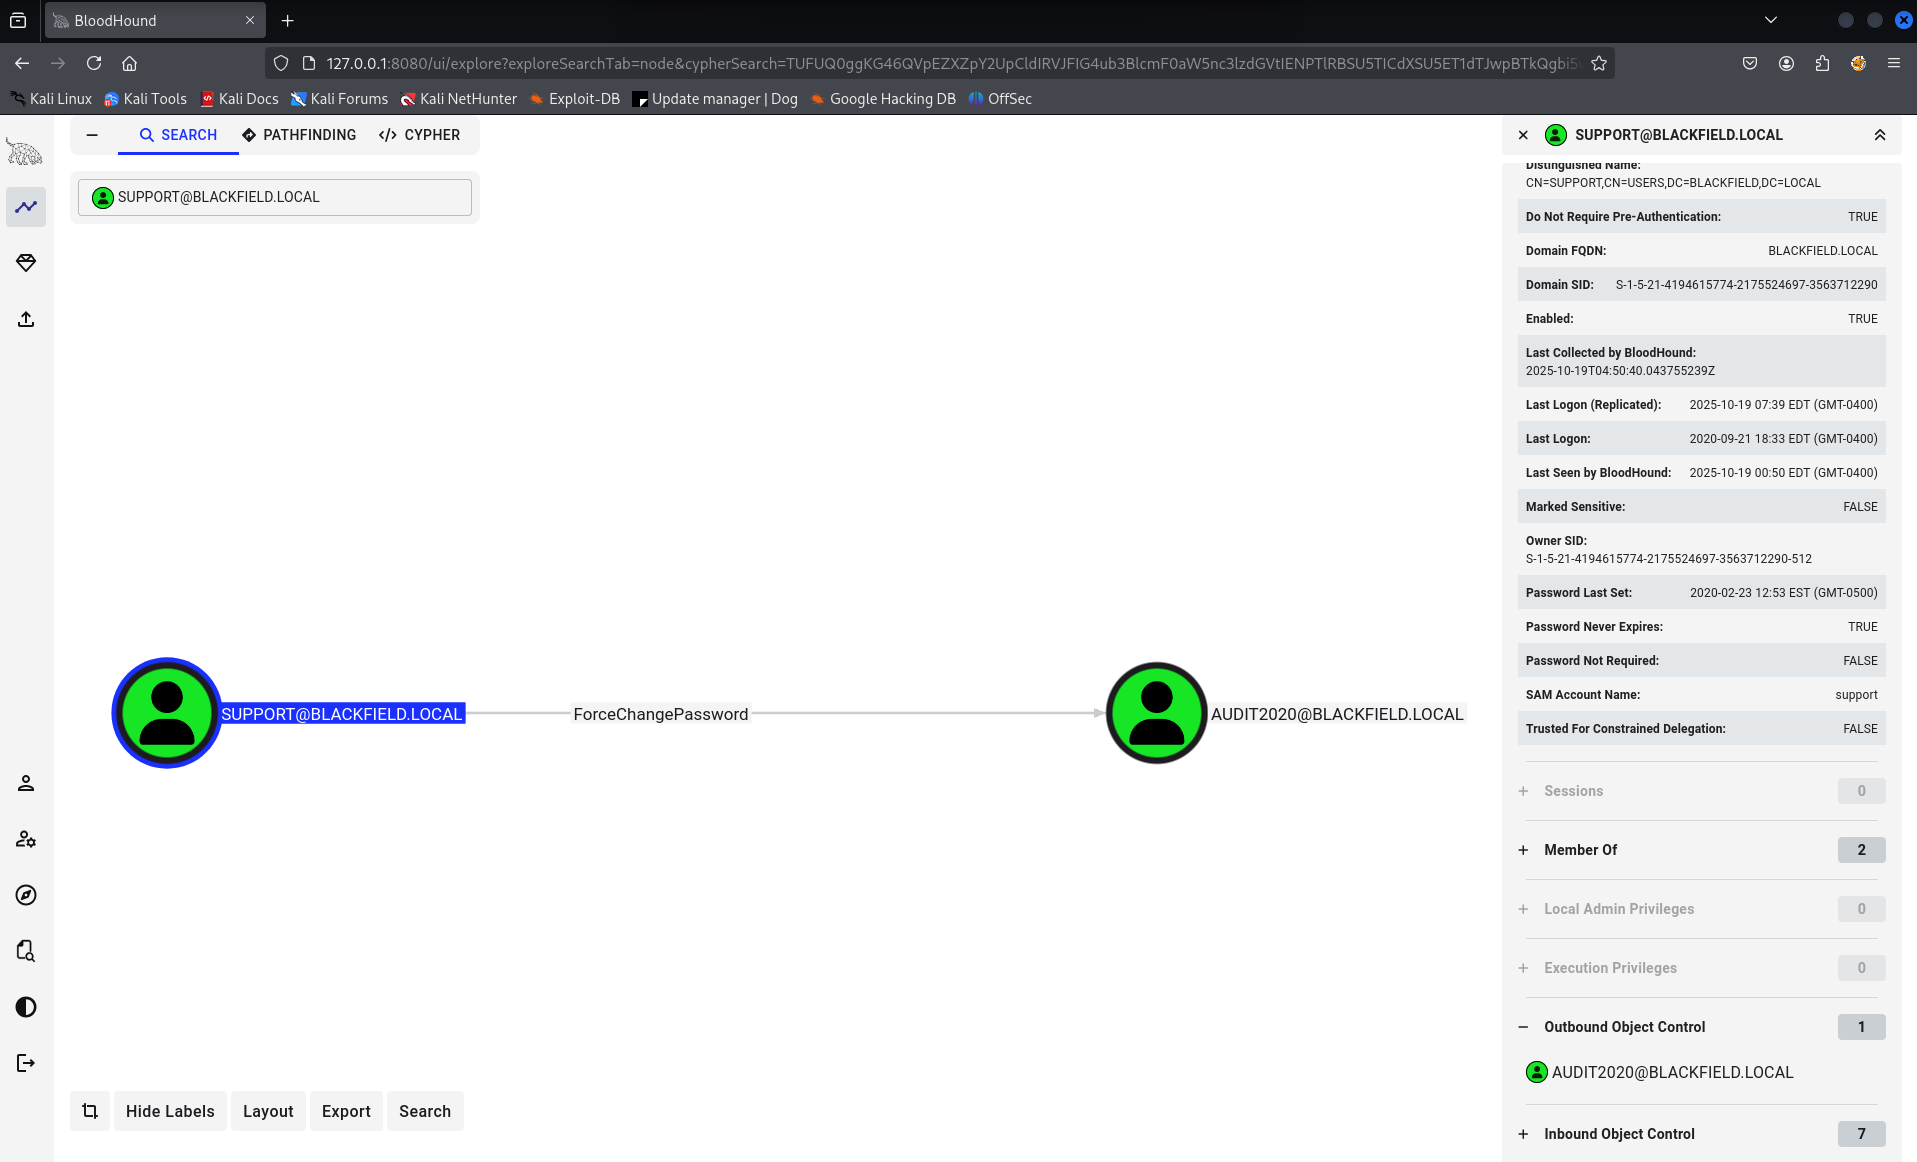 BloodHound
127.0.0.1:8080/ui/explore?exploreSearchTab=node&cypherSearch=
Kali Linux Kali Tools Kali Docs Kali Forums Kali NetHunter Exploit-DB Update manager | Dog Google Hacking DB OffSec
SEARCH PATHFINDING CYPHER
SUPPORT@BLACKFIELD.LOCAL
SUPPORT@BLACKFIELD.LOCAL
ForceChangePassword
AUDIT2020@BLACKFIELD.LOCAL
Hide Labels Layout Export Search
SUPPORT@BLACKFIELD.LOCAL
Distinguished Name:
CN=SUPPORT,CN=USERS,DC=BLACKFIELD,DC=LOCAL
Do Not Require Pre-Authentication: TRUE
Domain FQDN: BLACKFIELD.LOCAL
Domain SID: S-1-5-21-4194615774-2175524697-3563712290
Enabled: TRUE
Last Collected by BloodHound:
2025-10-19T04:50:40.043755239Z
Last Logon (Replicated): 2025-10-19 07:39 EDT (GMT-0400)
Last Logon: 2020-09-21 18:33 EDT (GMT-0400)
Last Seen by BloodHound: 2025-10-19 00:50 EDT (GMT-0400)
Marked Sensitive: FALSE
Owner SID:
S-1-5-21-4194615774-2175524697-3563712290-512
Password Last Set: 2020-02-23 12:53 EST (GMT-0500)
Password Never Expires: TRUE
Password Not Required: FALSE
SAM Account Name: support
Trusted For Constrained Delegation: FALSE
Sessions 0
Member Of 2
Local Admin Privileges 0
Execution Privileges 0
Outbound Object Control 1
AUDIT2020@BLACKFIELD.LOCAL
Inbound Object Control 7